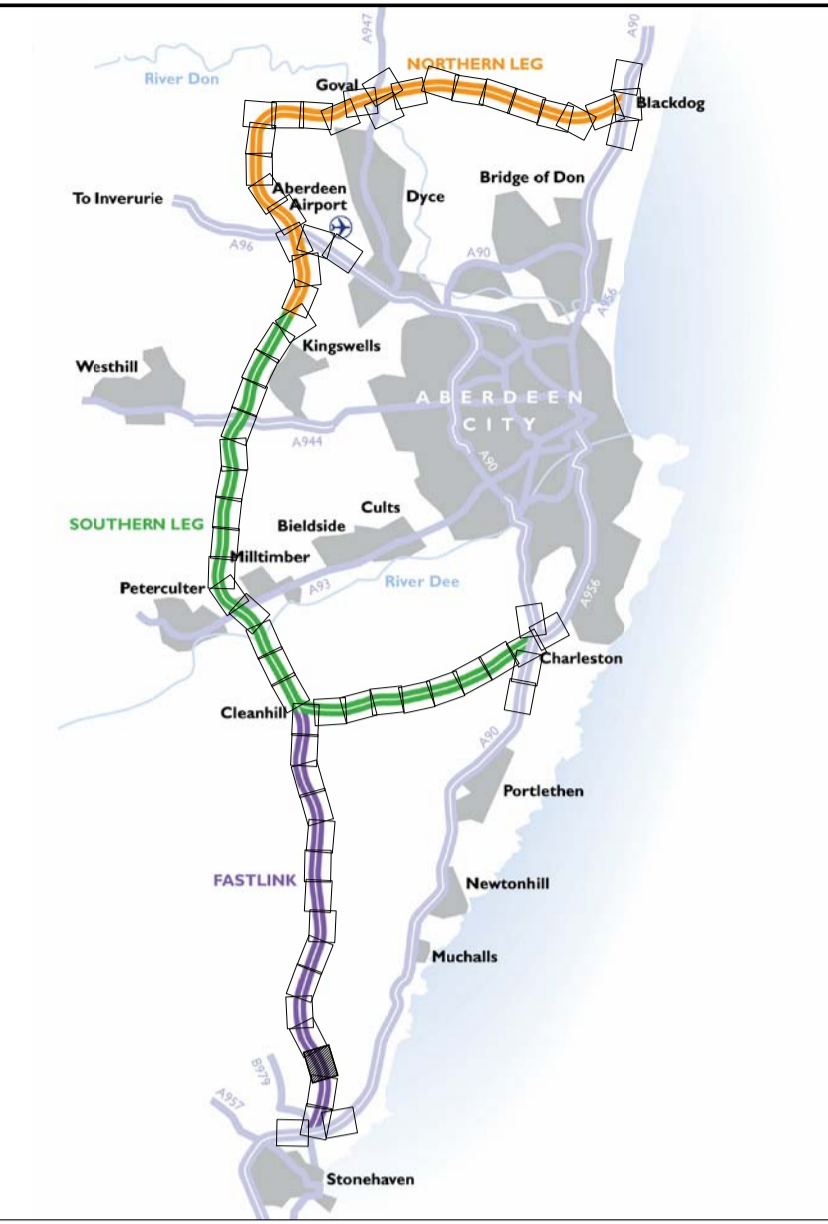 A947
A90
NORTHERN LEG
River Don
Goval
Blackdog
Bridge of Don
Aberdeen
Airport
Dyce
To Inverurie
A96
A90
A956
Kingswells
Westhill
ABERDEEN
CITY
A944
A90
Cults
SOUTHERN LEG
Bieldside
Milltimber
Peterculter
A93
River Dee
A956
Charleston
Cleanhill
A90
Portlethen
FASTLINK
Newtonhill
Muchalls
B979
A957
Stonehaven